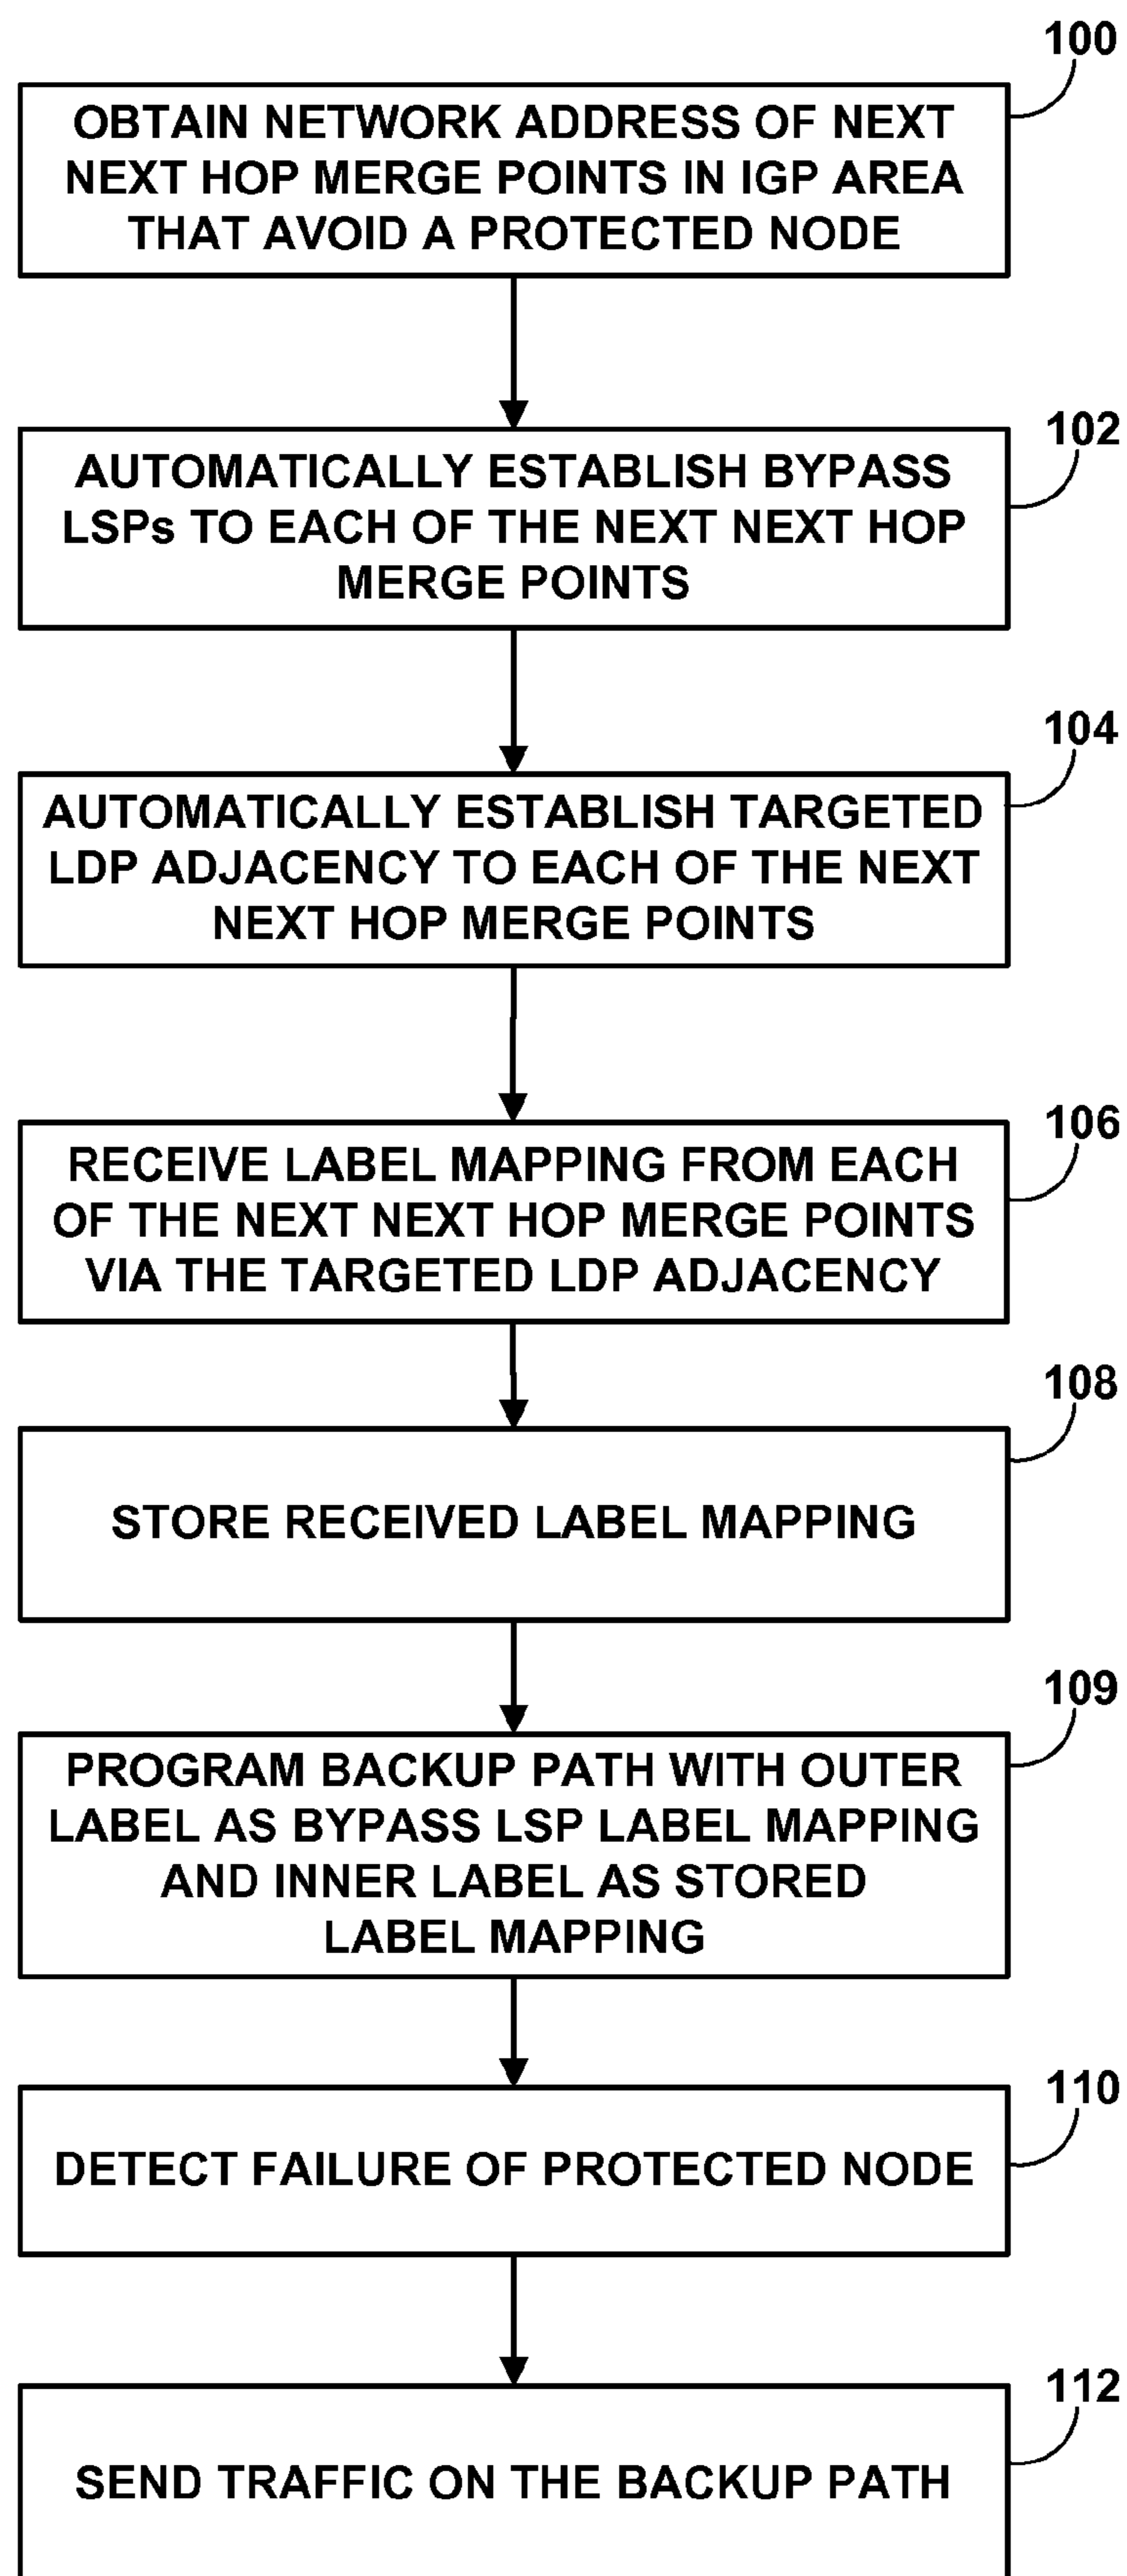 100
OBTAIN NETWORK ADDRESS OF NEXT
NEXT HOP MERGE POINTS IN IGP AREA
THAT AVOID A PROTECTED NODE
102
AUTOMATICALLY ESTABLISH BYPASS
LSPs TO EACH OF THE NEXT NEXT HOP
MERGE POINTS
104
AUTOMATICALLY ESTABLISH TARGETED
LDP ADJACENCY TO EACH OF THE NEXT
NEXT HOP MERGE POINTS
106
RECEIVE LABEL MAPPING FROM EACH
OF THE NEXT NEXT HOP MERGE POINTS
VIA THE TARGETED LDP ADJACENCY
108
STORE RECEIVED LABEL MAPPING
109
PROGRAM BACKUP PATH WITH OUTER
LABEL AS BYPASS LSP LABEL MAPPING
AND INNER LABEL AS STORED
LABEL MAPPING
110
DETECT FAILURE OF PROTECTED NODE
112
SEND TRAFFIC ON THE BACKUP PATH